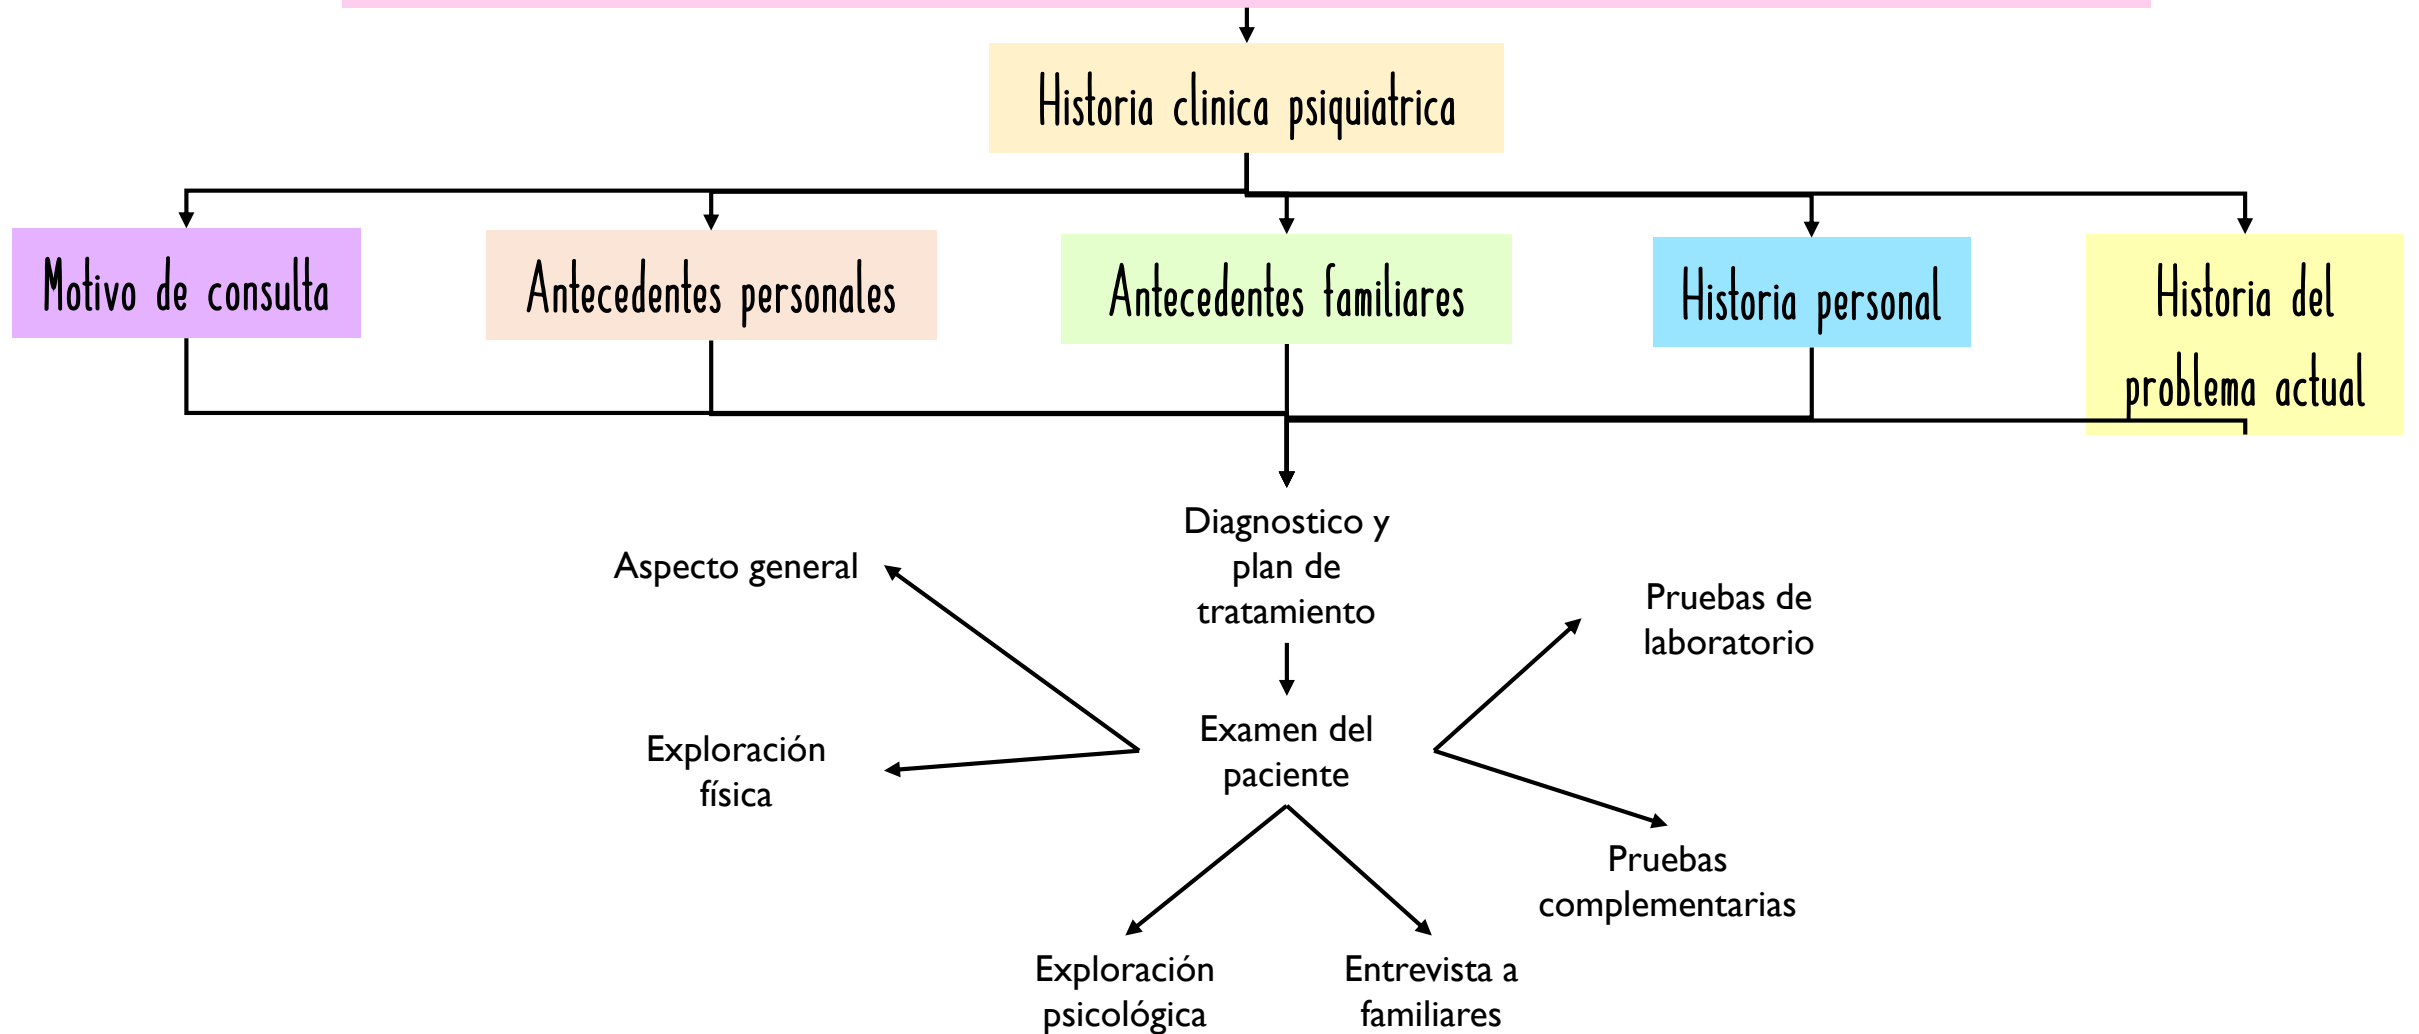 Historia clinica psiquiatrica
Motivo de consulta
Antecedentes personales
Antecedentes familiares
Historia personal
Historia del
problema actual
Diagnostico y
plan de
tratamiento
Aspecto general
Pruebas de
laboratorio
Examen del
paciente
Exploración
física
Pruebas
complementarias
Exploración
psicológica
Entrevista a
familiares